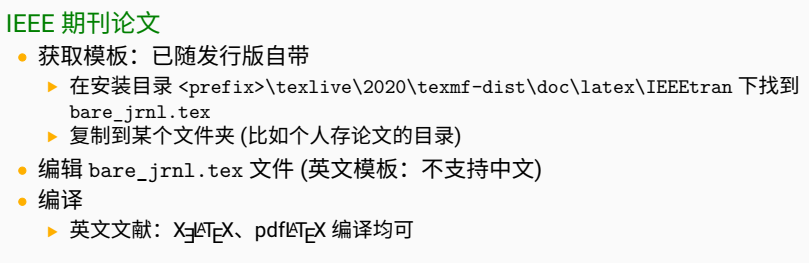 IEEE 期刊论文
获取模板：已随发行版自带
在安装目录 <prefix>\texlive\2020\texmf-dist\doc\latex\IEEEtran 下找到
bare_jrnl.tex
复制到某个文件夹 (比如个人存论文的目录)
编辑 bare_jrnl.tex 文件 (英文模板：不支持中文)
编译
英文文献：XƎLATEX、pdfLATEX 编译均可